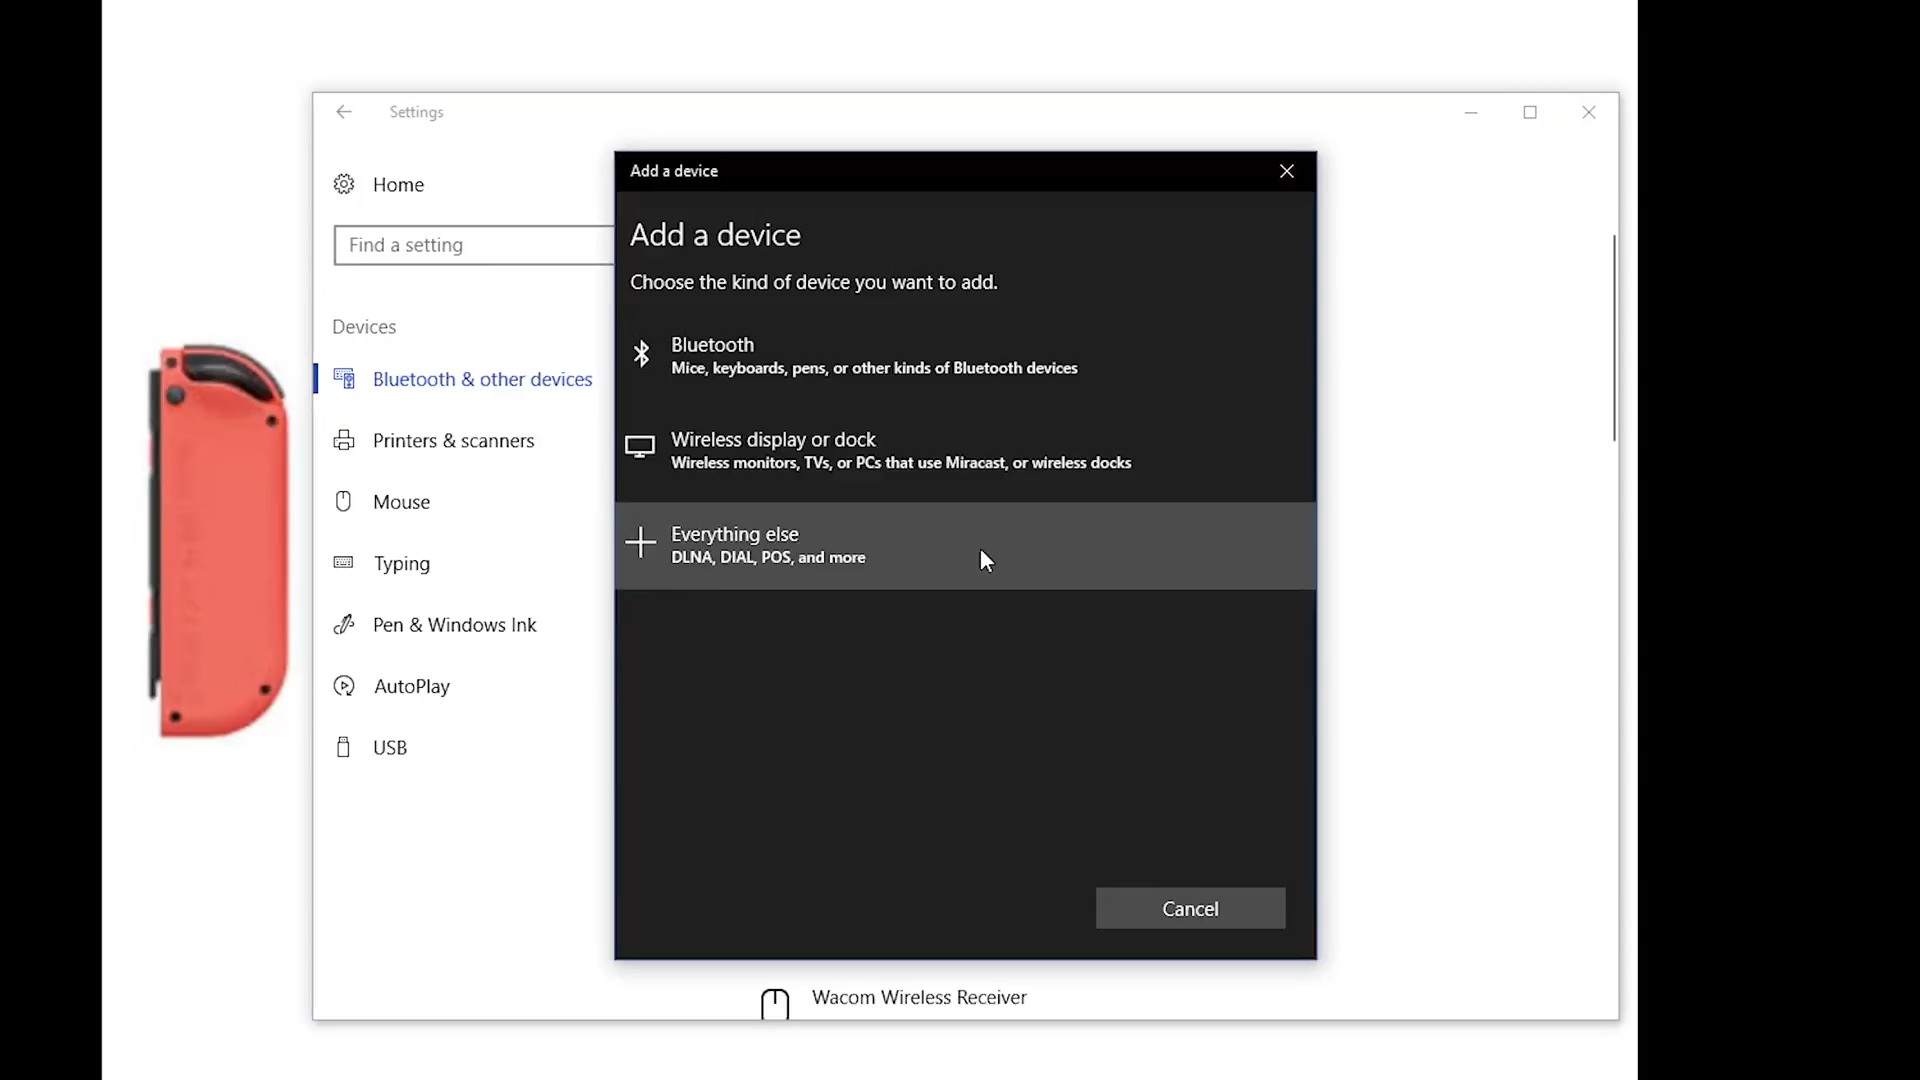 Settings
Home
Find a setting
Devices
Bluetooth & other devices
Printers & scanners
Mouse
Typing
Pen & Windows Ink
AutoPlay
USB
Add a device
Add a device
Choose the kind of device you want to add.
Bluetooth
Mice, keyboards, pens, or other kinds of Bluetooth devices
Wireless display or dock
Wireless monitors, TVs, or PCs that use Miracast, or wireless docks
Everything else
DLNA, DIAL, POS, and more
Cancel
Wacom Wireless Receiver